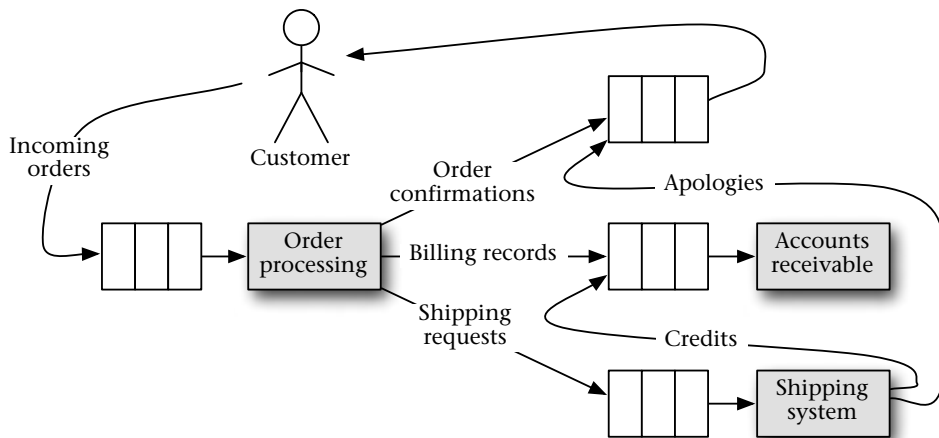 Incoming
orders
Customer
Order
confirmations
Apologies
Order
processing
Billing records
Accounts
receivable
Shipping
requests
Credits
Shipping
system